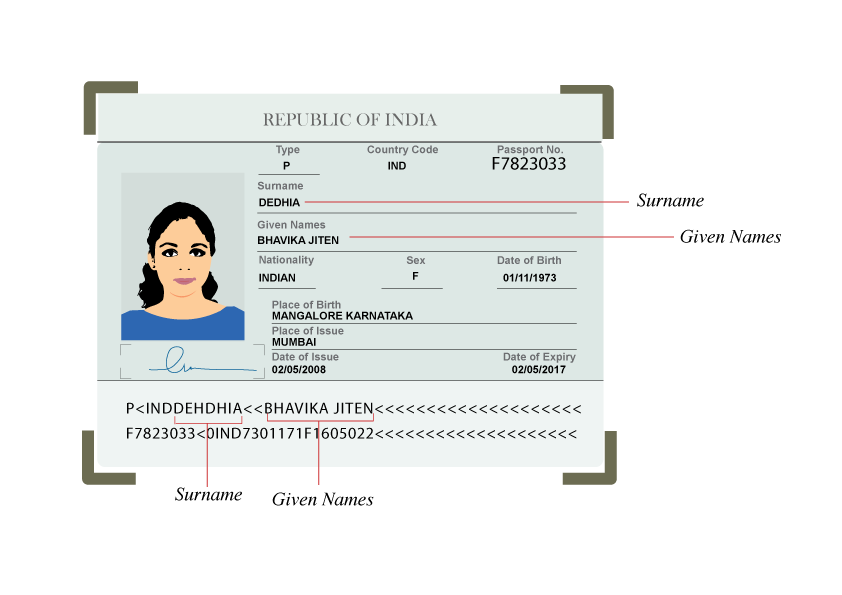 REPUBLIC OF INDIA
Type Country Code Passport No.
P IND F7823033
Surname
DEDHIA Surname
Given Names
BHAVIKA JITEN Given Names
Nationality Sex Date of Birth
INDIAN F 01/11/1973
Place of Birth
MANGALORE KARNATAKA
Place of Issue
MUMBAI
Date of Issue Date of Expiry
02/05/2008 02/05/2017
P<INDDEHDHIA<<BHAVIKA JITEN<<<<<<<<<<<<<<<<<<<<
F7823033<0IND7301171F1605022<<<<<<<<<<<<<<<<<<<<
Surname Given Names